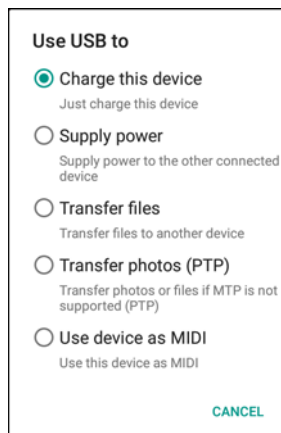 Use USB to
Charge this device
Just charge this device
Supply power
Supply power to the other connected
device
Transfer files
Transfer files to another device
Transfer photos (PTP)
Transfer photos or files if MTP is not
supported (PTP)
Use device as MIDI
Use this device as MIDI
CANCEL